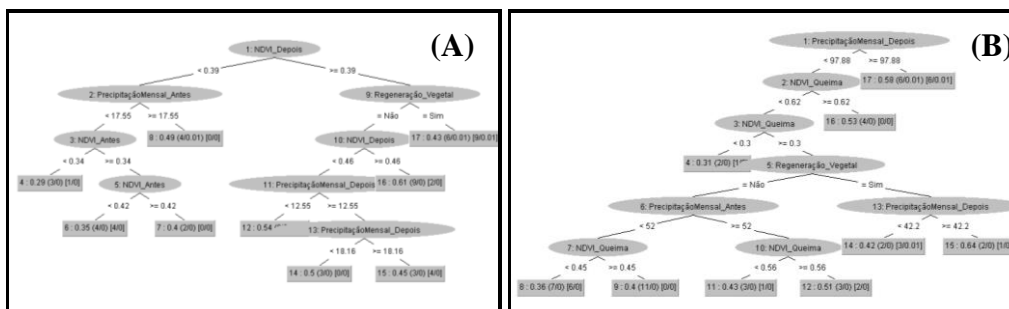 (A)
1: NDVI_Depois
< 0.39 >= 0.39
2: PrecipitaçãoMensal_Antes 9: Regeneração_Vegetal
< 17.55 >= 17.55 = Não = Sim
3: NDVI_Antes 8 : 0.49 (4/0.01) [0/0] 10: NDVI_Depois 17 : 0.43 (6/0.01) [9/0.01]
< 0.34 >= 0.34 < 0.46 >= 0.46
4 : 0.29 (3/0) [1/0] 5: NDVI_Antes 11: PrecipitaçãoMensal_Depois 16 : 0.61 (9/0) [2/0]
< 0.42 >= 0.42 < 12.55 >= 12.55
6 : 0.35 (4/0) [4/0] 7 : 0.4 (2/0) [0/0] 12 : 0.54 13: PrecipitaçãoMensal_Depois
< 18.16 >= 18.16
14 : 0.5 (3/0) [0/0] 15 : 0.45 (3/0) [4/0]
(B)
1: PrecipitaçãoMensal_Depois
< 97.88 >= 97.88
2: NDVI_Queima 17 : 0.58 (6/0.01) [6/0.01]
< 0.62 >= 0.62
3: NDVI_Queima 16 : 0.53 (4/0) [0/0]
< 0.3 >= 0.3
4 : 0.31 (2/0) [1/ 5: Regeneração_Vegetal
= Não = Sim
6: PrecipitaçãoMensal_Antes 13: PrecipitaçãoMensal_Depois
< 52 >= 52 < 42.2 >= 42.2
7: NDVI_Queima 10: NDVI_Queima 14 : 0.42 (2/0) [3/0.01] 15 : 0.64 (2/0) [1/0]
< 0.45 >= 0.45 < 0.56 >= 0.56
8 : 0.36 (7/0) [6/0] 9 : 0.4 (11/0) [0/0] 11 : 0.43 (3/0) [1/0] 12 : 0.51 (3/0) [2/0]